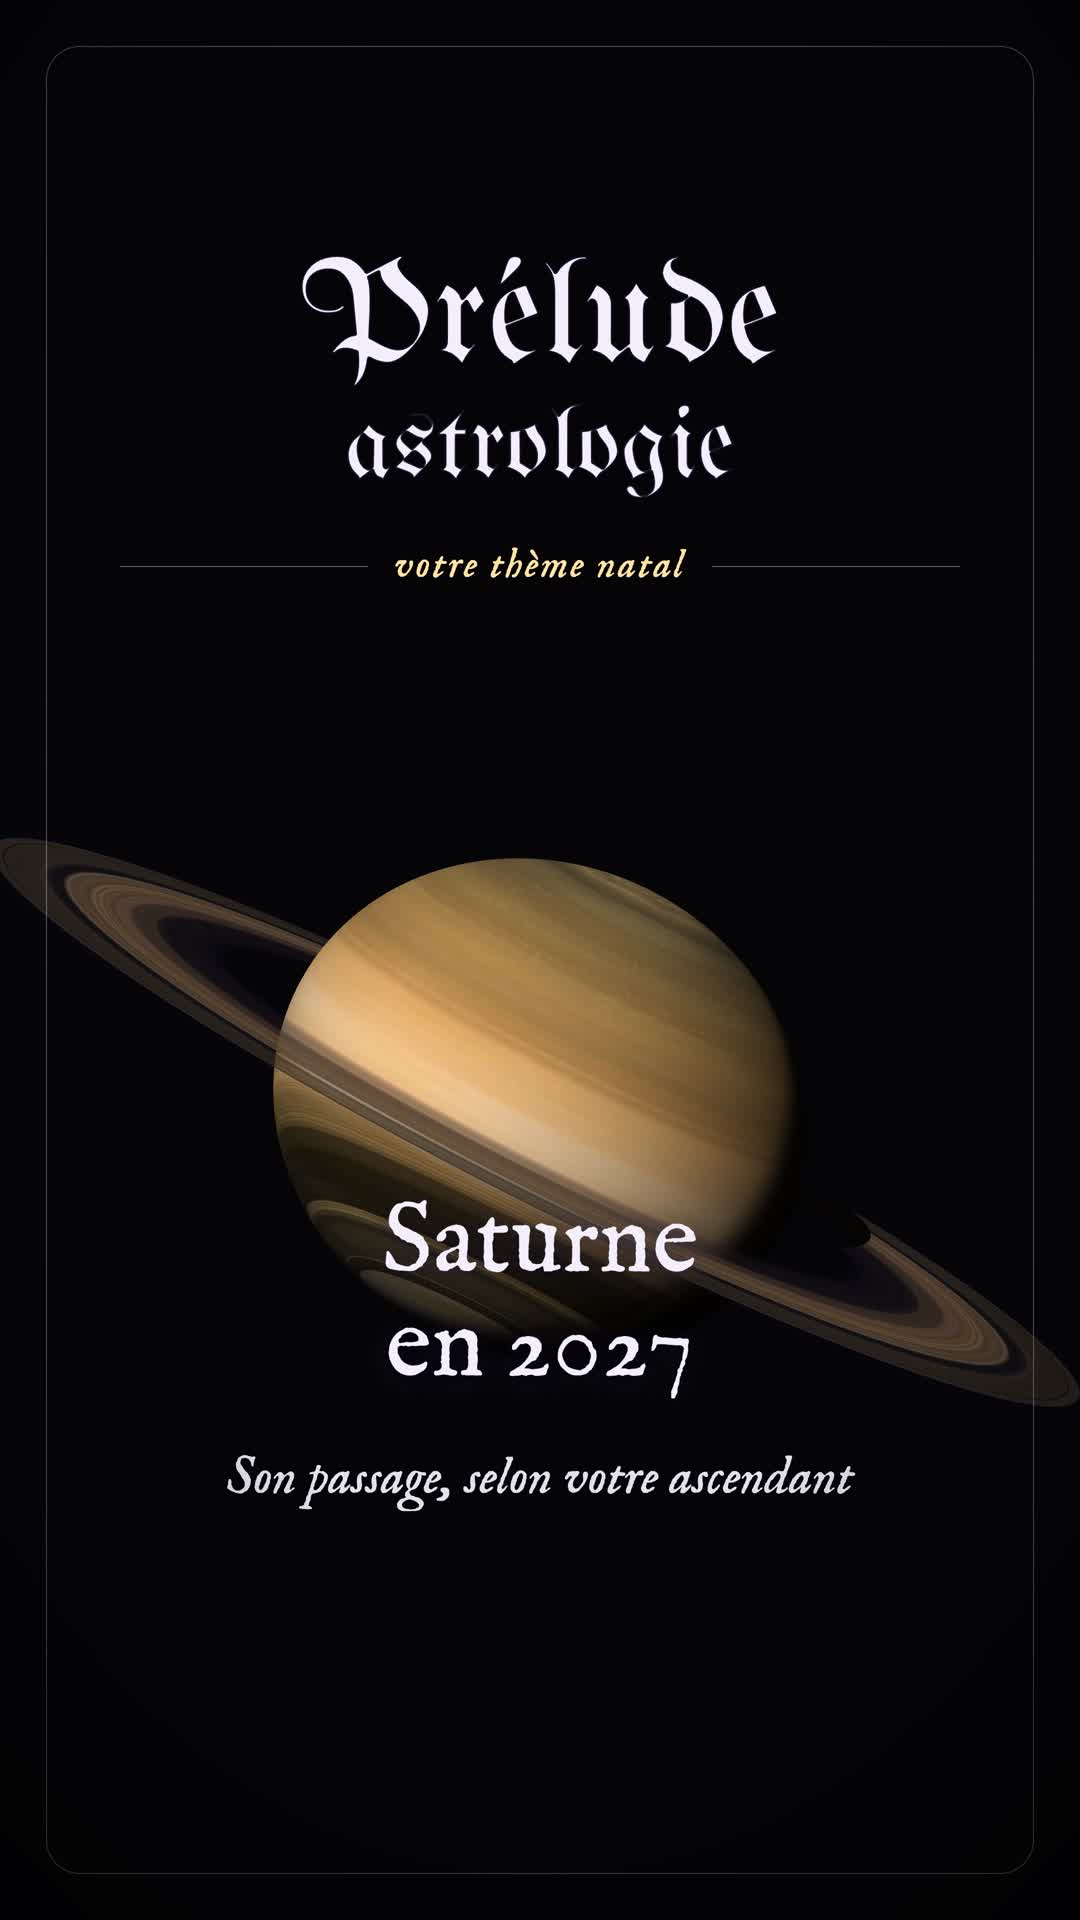 Prélude
astrologie
votre thème natal
Saturne
en 2027
Son passage, selon votre ascendant